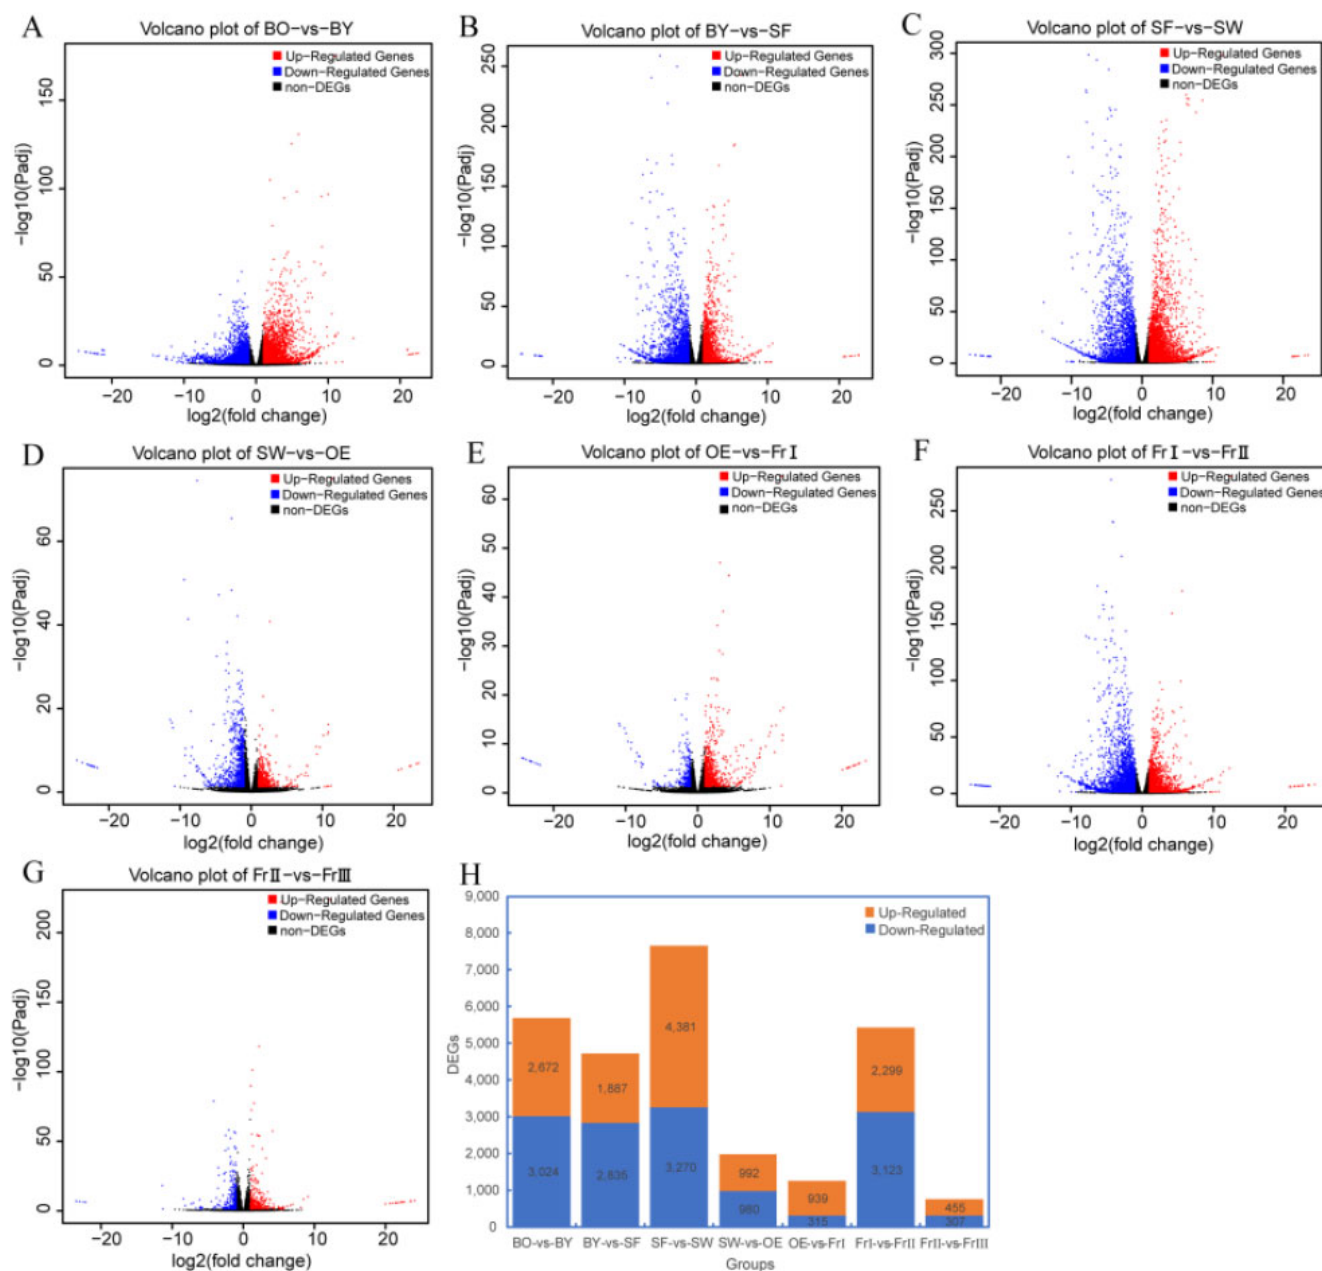 A
Volcano plot of BO-vs-BY
Up-Regulated Genes
Down-Regulated Genes
non-DEGs
-log10(Padj)
150
100
50
0
-20 -10 0 10 20
log2(fold change)
B
Volcano plot of BY-vs-SF
Up-Regulated Genes
Down-Regulated Genes
non-DEGs
-log10(Padj)
250
200
150
100
50
0
-20 -10 0 10 20
log2(fold change)
C
Volcano plot of SF-vs-SW
Up-Regulated Genes
Down-Regulated Genes
non-DEGs
-log10(Padj)
300
250
200
150
100
50
0
-20 -10 0 10 20
log2(fold change)
D
Volcano plot of SW-vs-OE
Up-Regulated Genes
Down-Regulated Genes
non-DEGs
-log10(Padj)
60
40
20
0
-20 -10 0 10 20
log2(fold change)
E
Volcano plot of OE-vs-FrⅠ
Up-Regulated Genes
Down-Regulated Genes
non-DEGs
-log10(Padj)
60
50
40
30
20
10
0
-20 -10 0 10 20
log2(fold change)
F
Volcano plot of FrⅠ-vs-FrⅡ
Up-Regulated Genes
Down-Regulated Genes
non-DEGs
-log10(Padj)
250
200
150
100
50
0
-20 -10 0 10 20
log2(fold change)
G
Volcano plot of FrⅡ-vs-FrⅢ
Up-Regulated Genes
Down-Regulated Genes
non-DEGs
-log10(Padj)
200
150
100
50
0
-20 -10 0 10 20
log2(fold change)
H
Up-Regulated
Down-Regulated
DEGs
9,000
8,000
7,000
6,000
5,000
4,000
3,000
2,000
1,000
0
2,672 1,887 4,381 992 939 2,299 455
3,024 2,835 3,270 980 315 3,123 307
BO-vs-BY BY-vs-SF SF-vs-SW SW-vs-OE OE-vs-FrI FrI-vs-FrII FrII-vs-FrIII
Groups